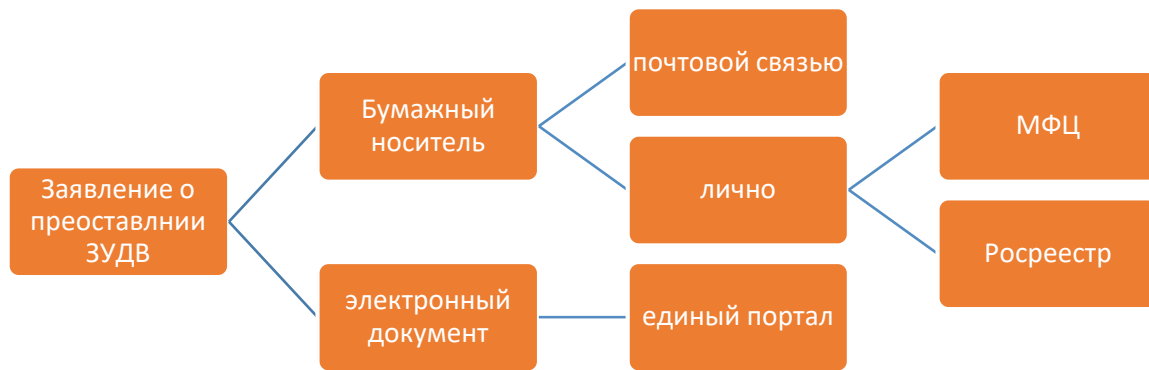 Заявление о
преоставлнии
ЗУДВ
Бумажный
носитель
почтовой связью
лично
МФЦ
Росреестр
электронный
документ
единый портал